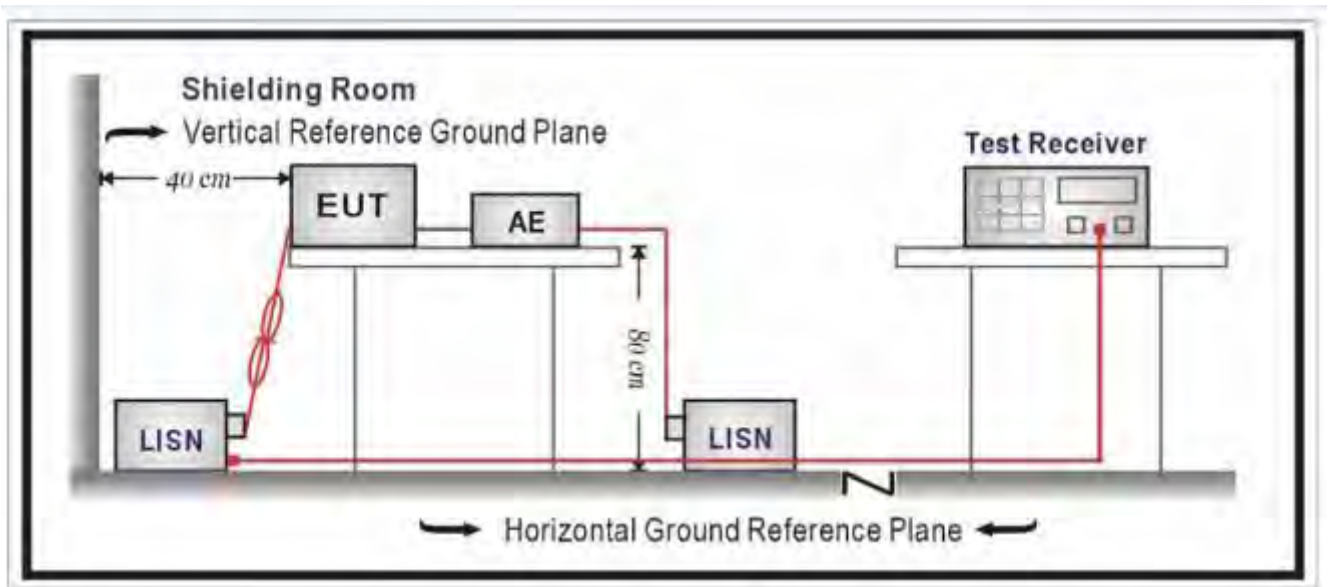 Shielding Room
Vertical Reference Ground Plane
Test Receiver
40 cm
EUT
AE
80 cm
LISN
LISN
Horizontal Ground Reference Plane